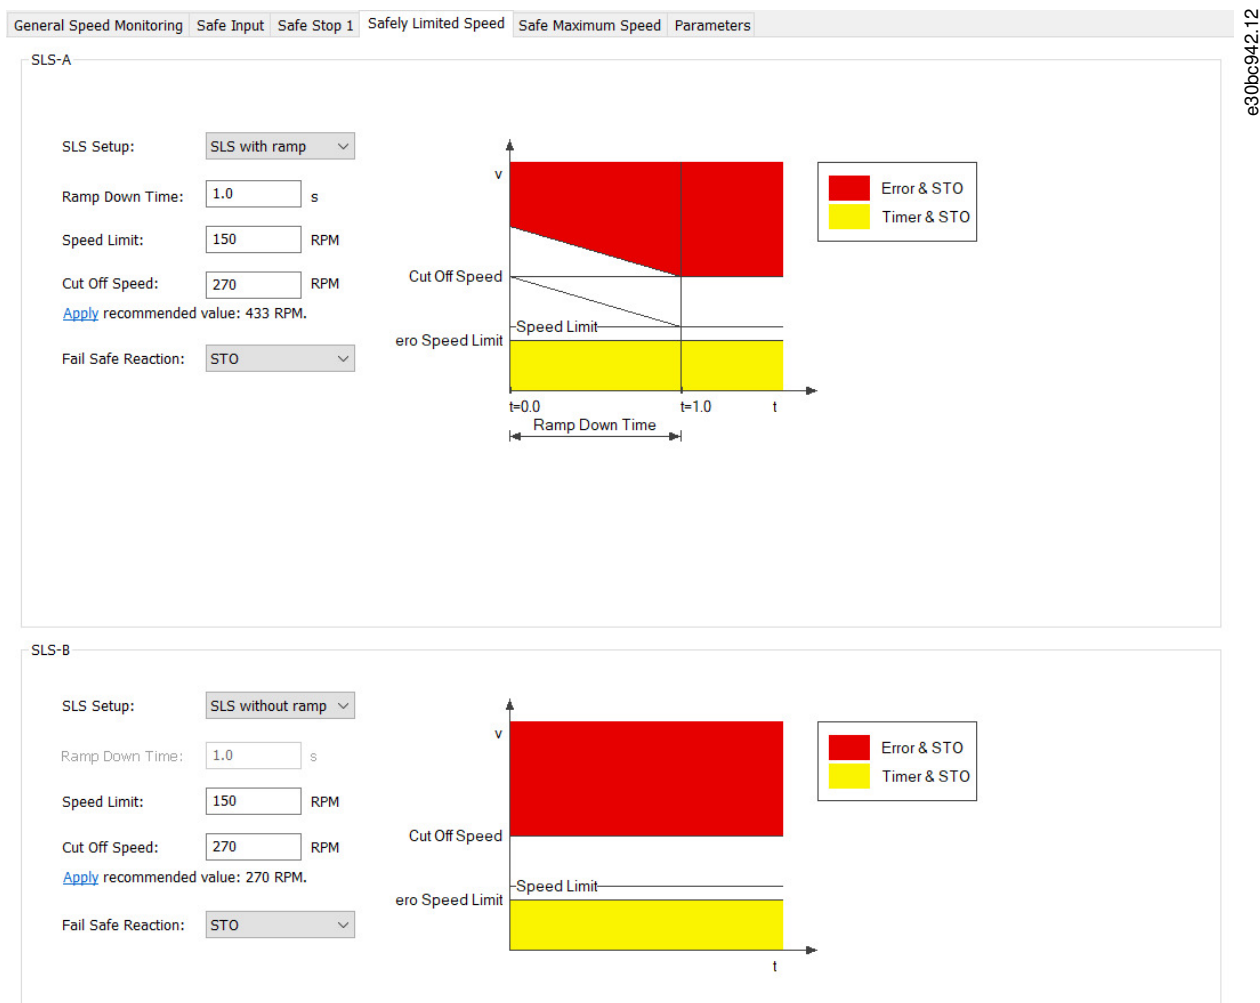 General Speed Monitoring Safe Input Safe Stop 1 Safely Limited Speed Safe Maximum Speed Parameters
e30bc942.12
SLS-A
SLS Setup: SLS with ramp
Ramp Down Time: 1.0 s
Speed Limit: 150 RPM
Cut Off Speed: 270 RPM
Apply recommended value: 433 RPM.
Fail Safe Reaction: STO
v
Cut Off Speed
Speed Limit
ero Speed Limit
t=0.0 t=1.0 t
Ramp Down Time
Error & STO
Timer & STO
SLS-B
SLS Setup: SLS without ramp
Ramp Down Time: 1.0 s
Speed Limit: 150 RPM
Cut Off Speed: 270 RPM
Apply recommended value: 270 RPM.
Fail Safe Reaction: STO
v
Cut Off Speed
Speed Limit
ero Speed Limit
t
Error & STO
Timer & STO